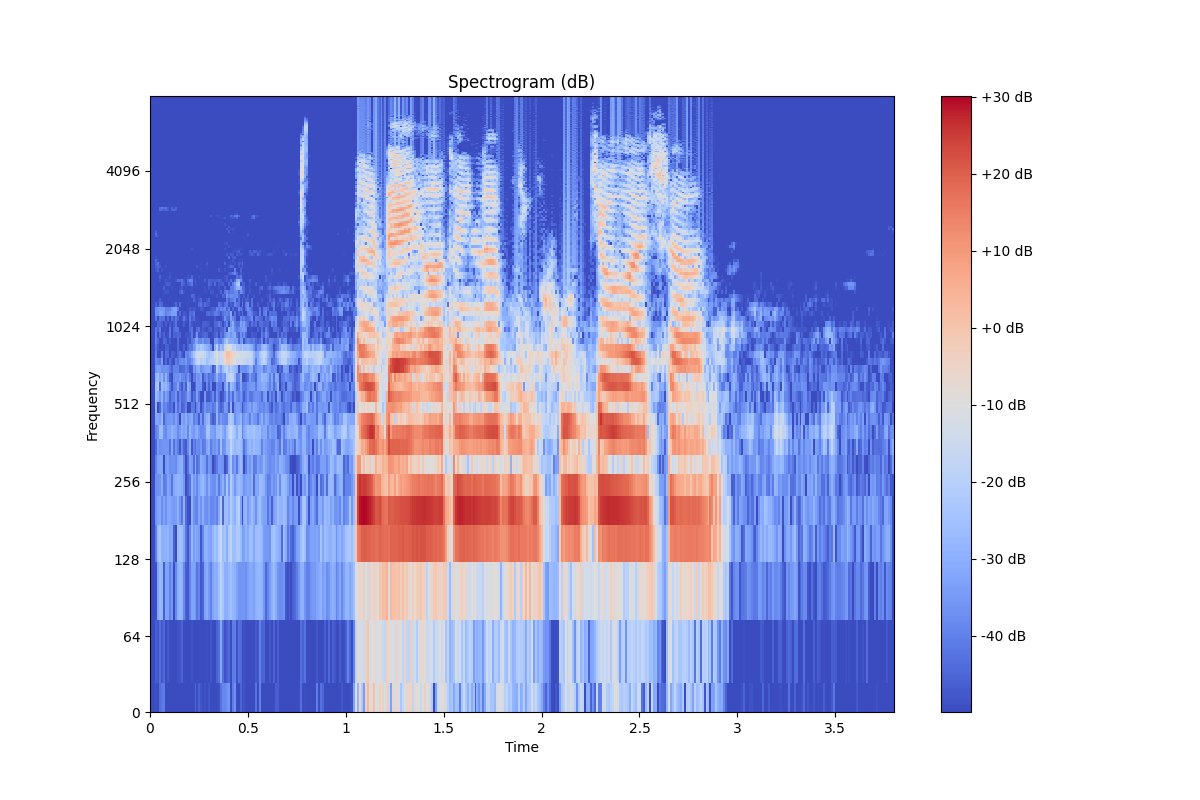 Spectrogram (dB)
Frequency
4096
2048
1024
512
256
128
64
0
0 0.5 1 1.5 2 2.5 3 3.5
Time
+30 dB
+20 dB
+10 dB
+0 dB
-10 dB
-20 dB
-30 dB
-40 dB